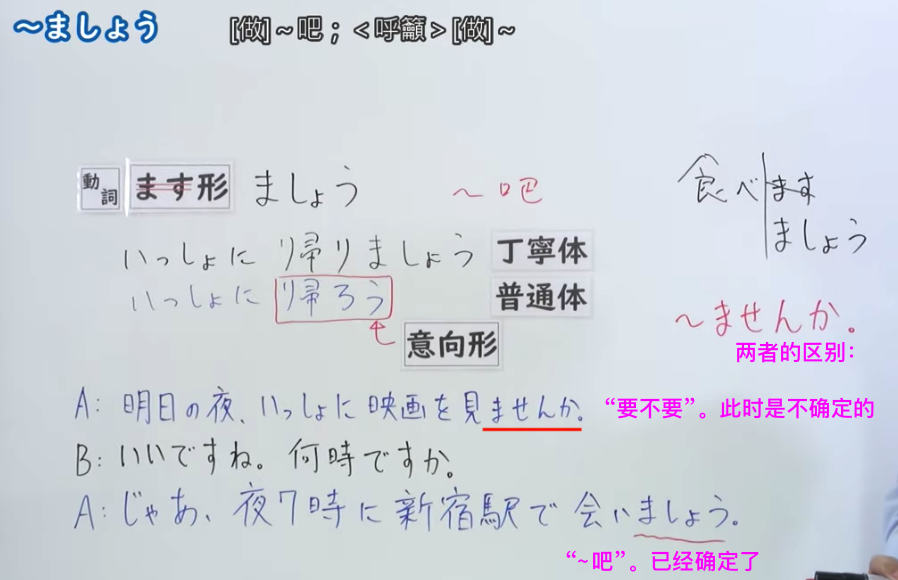 ～ましょう [做]～吧；＜呼籲＞[做]～
動詞 ます形 ましょう ～吧
食べます
ましょう
いっしょに 帰りましょう 丁寧体
いっしょに 帰ろう 普通体
意向形
～ませんか。
两者的区别：
A: 明日の夜、いっしょに映画を見ませんか。 “要不要”。此时是不确定的
B: いいですね。何時ですか。
A: じゃあ、夜7時に新宿駅で会いましょう。
“~吧”。已经确定了